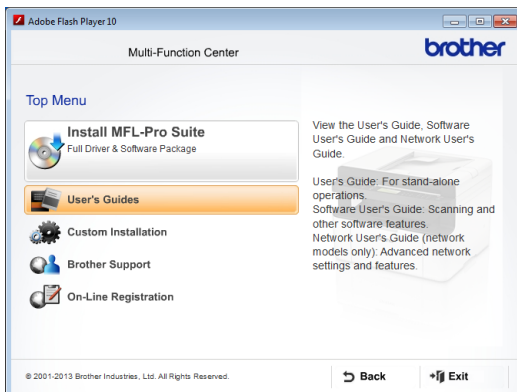 Adobe Flash Player 10
Multi-Function Center
brother
Top Menu
Install MFL-Pro Suite
Full Driver & Software Package
User's Guides
Custom Installation
Brother Support
On-Line Registration
View the User's Guide, Software
User's Guide and Network User's
Guide.
User's Guide: For stand-alone
operations.
Software User's Guide: Scanning and
other software features.
Network User's Guide (network
models only): Advanced network
settings and features.
© 2001-2013 Brother Industries, Ltd. All Rights Reserved.
Back
Exit